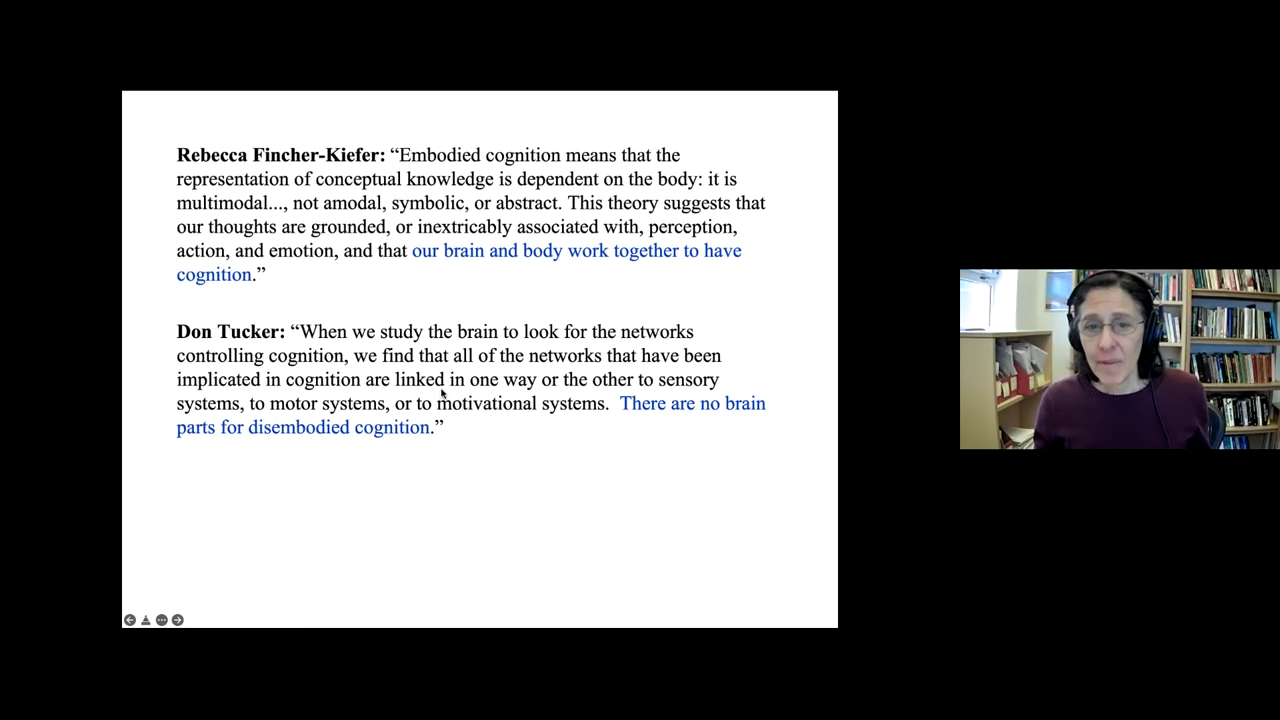 Rebecca Fincher-Kiefer: “Embodied cognition means that the
representation of conceptual knowledge is dependent on the body: it is
multimodal..., not amodal, symbolic, or abstract. This theory suggests that
our thoughts are grounded, or inextricably associated with, perception,
action, and emotion, and that our brain and body work together to have
cognition.”
Don Tucker: “When we study the brain to look for the networks
controlling cognition, we find that all of the networks that have been
implicated in cognition are linked in one way or the other to sensory
systems, to motor systems, or to motivational systems.  There are no brain
parts for disembodied cognition.”